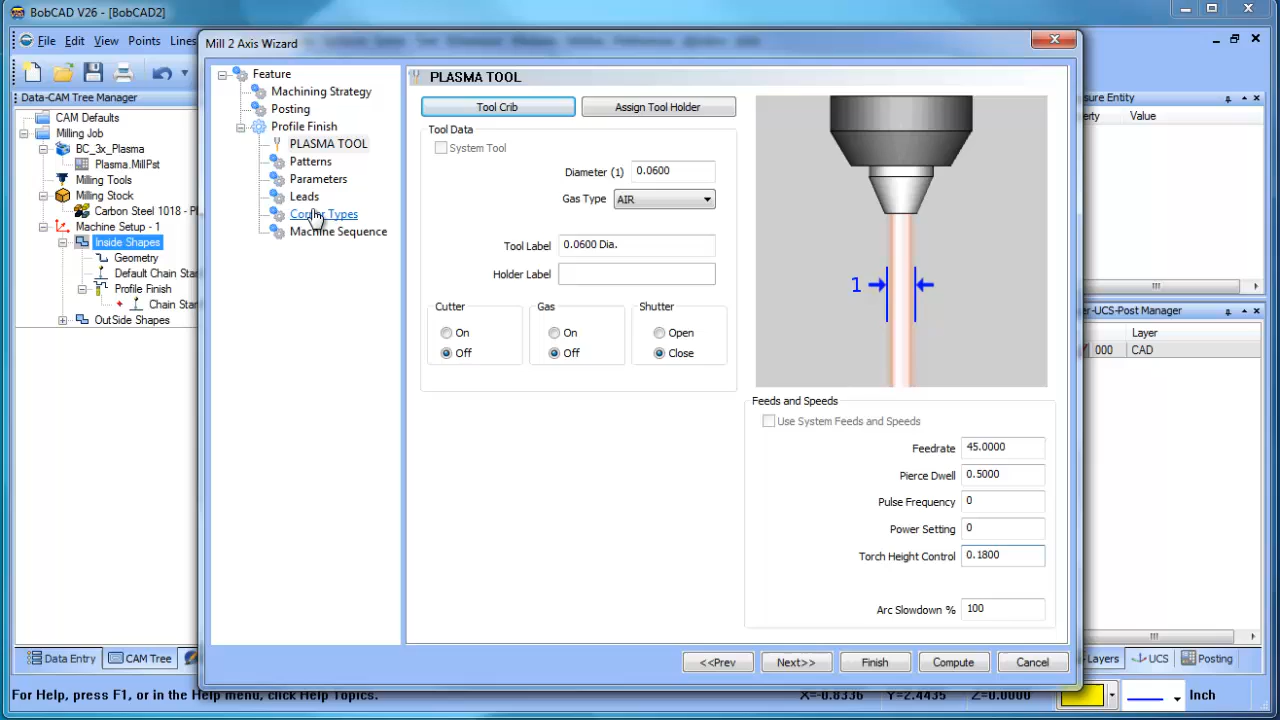 BobCAD V26 - [BobCAD2]
File Edit View Points Lines
Data-CAM Tree Manager
CAM Defaults
Milling Job
BC_3x_Plasma
Plasma.MillPst
Milling Tools
Milling Stock
Carbon Steel 1018 - Pl
Machine Setup - 1
Inside Shapes
Geometry
Default Chain Star
Profile Finish
Chain Star
OutSide Shapes
Data Entry CAM Tree
Mill 2 Axis Wizard
Feature
Machining Strategy
Posting
Profile Finish
PLASMA TOOL
Patterns
Parameters
Leads
Corner Types
Machine Sequence
PLASMA TOOL
Tool Crib Assign Tool Holder
Tool Data
System Tool
Diameter (1) 0.0600
Gas Type AIR
Tool Label 0.0600 Dia.
Holder Label
Cutter Gas Shutter
On On Open
Off Off Close
1
Feeds and Speeds
Use System Feeds and Speeds
Feedrate 45.0000
Pierce Dwell 0.5000
Pulse Frequency 0
Power Setting 0
Torch Height Control 0.1800
Arc Slowdown % 100
<<Prev Next>> Finish Compute Cancel
sure Entity
erty Value
er-UCS-Post Manager
Layer
000 CAD
Layers UCS Posting
For Help, press F1, or in the Help menu, click Help Topics.
X=-0.8336 Y=2.4435 Z=0.0000 Inch